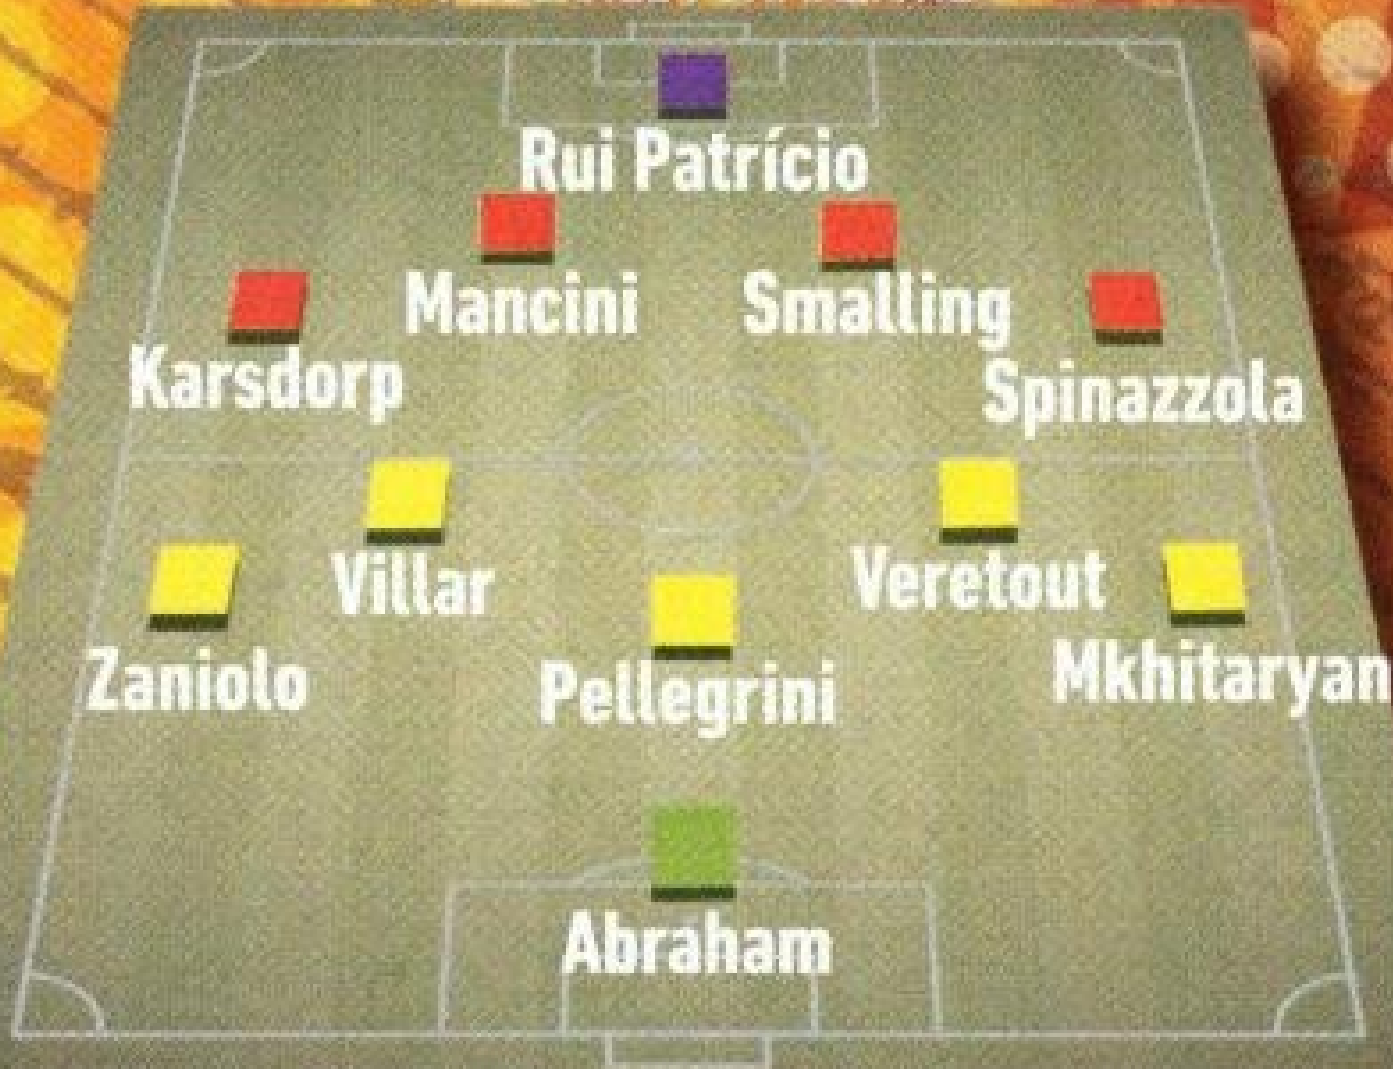 Rui Patrício
Mancini
Smalling
Karsdorp
Spinazzola
Villar
Veretout
Zaniolo
Pellegrini
Mkhitaryan
Abraham